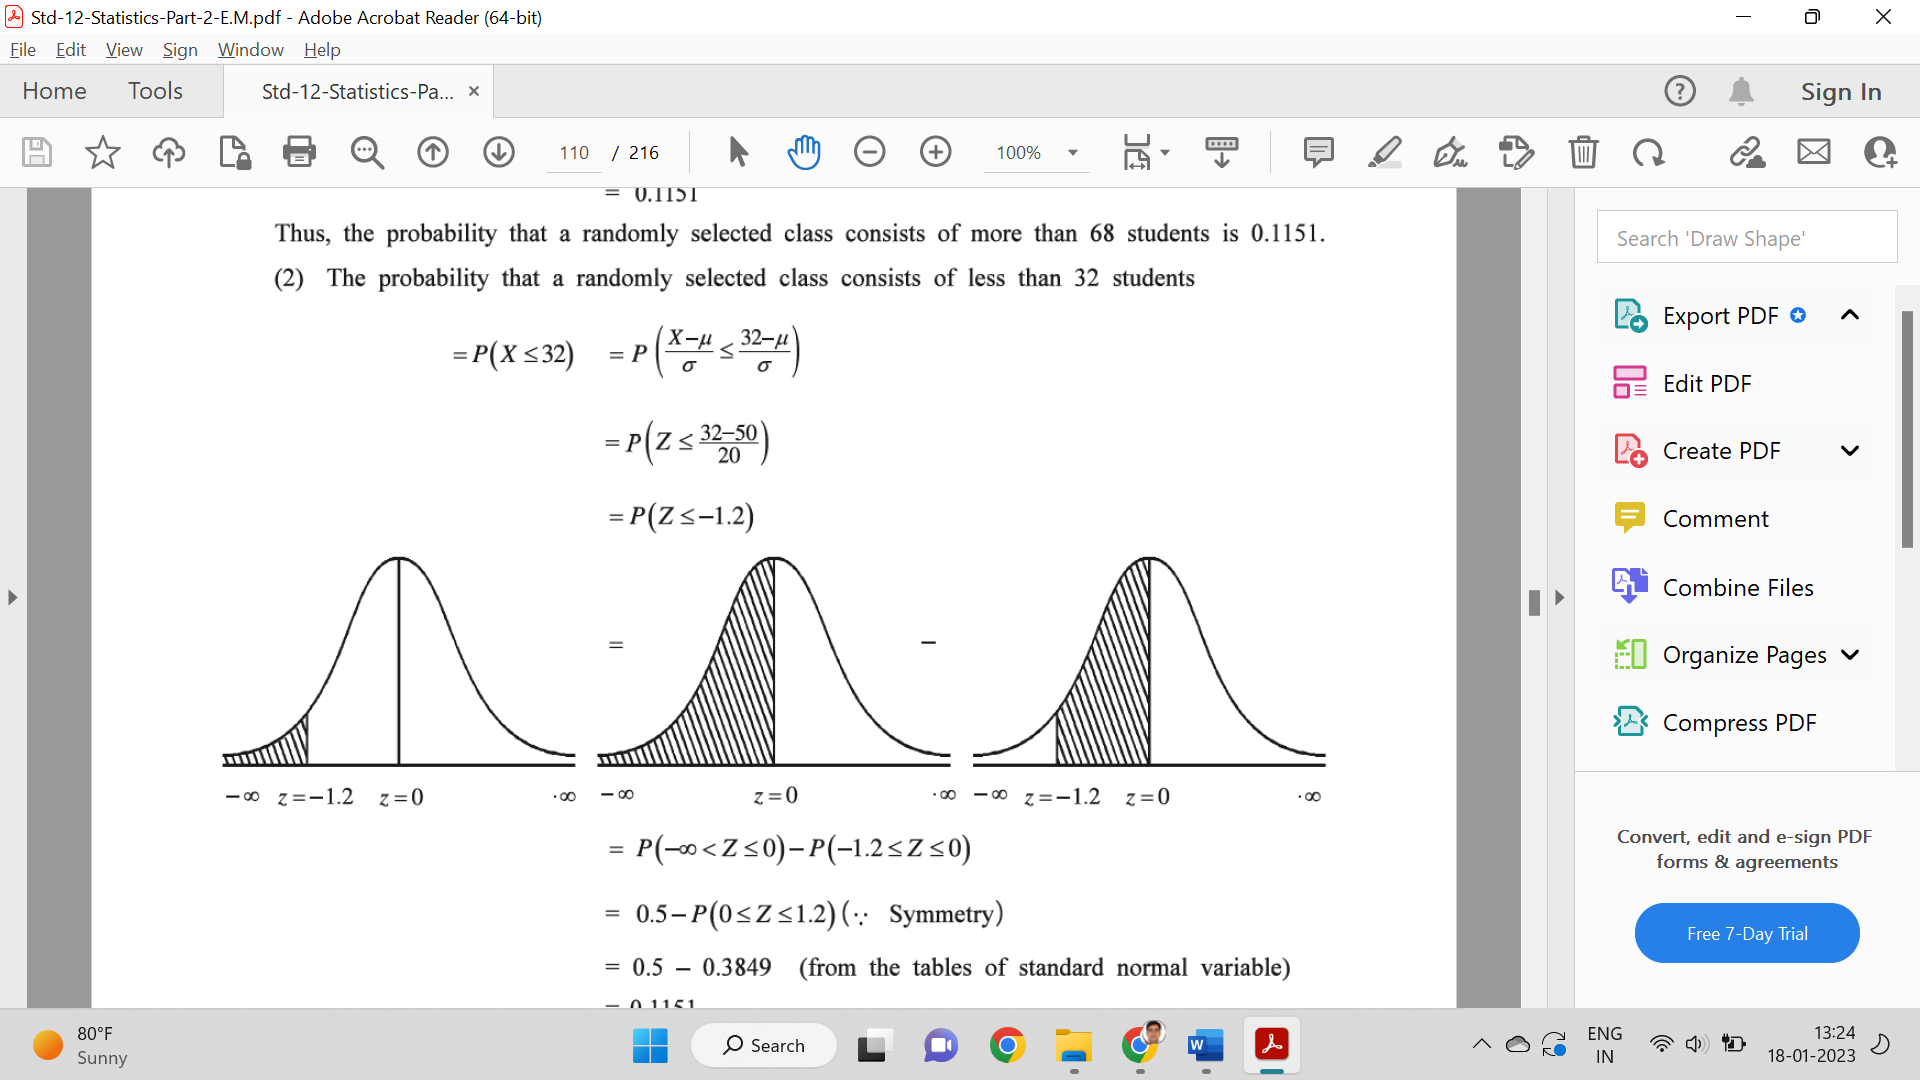 Std-12-Statistics-Part-2-E.M.pdf - Adobe Acrobat Reader (64-bit)
File Edit View Sign Window Help
Home Tools Std-12-Statistics-Pa... × Sign In
110 / 216 100%
= 0.1151
Thus, the probability that a randomly selected class consists of more than 68 students is 0.1151.
(2) The probability that a randomly selected class consists of less than 32 students
= P(X ≤ 32) = P((X−μ)/σ ≤ (32−μ)/σ)
= P(Z ≤ (32−50)/20)
= P(Z ≤ −1.2)
= −
−∞ z=−1.2 z=0 ·∞ −∞ z=0 ·∞ −∞ z=−1.2 z=0 ·∞
= P(−∞ < Z ≤ 0) − P(−1.2 ≤ Z ≤ 0)
= 0.5 − P(0 ≤ Z ≤ 1.2) (∵ Symmetry)
= 0.5 − 0.3849 (from the tables of standard normal variable)
= 0.1151
Search 'Draw Shape'
Export PDF
Edit PDF
Create PDF
Comment
Combine Files
Organize Pages
Compress PDF
Convert, edit and e-sign PDF
forms & agreements
Free 7-Day Trial
80°F
Sunny
Search
ENG
IN
13:24
18-01-2023